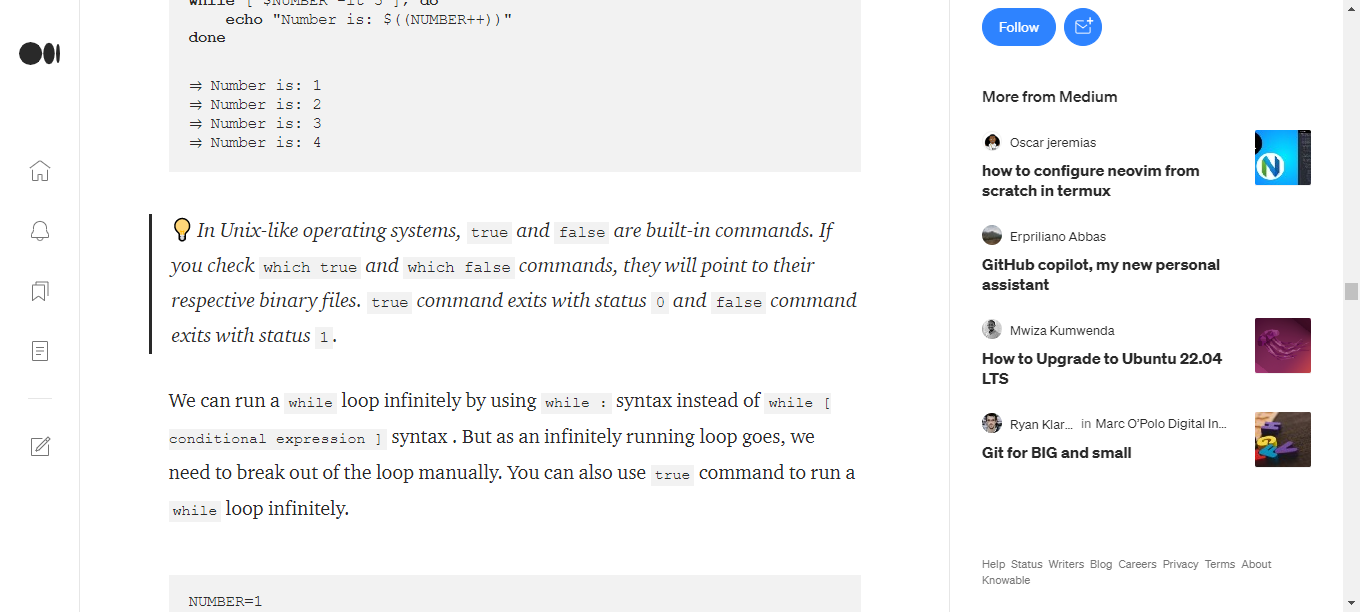 while [ $NUMBER -lt 5 ]; do
echo "Number is: $((NUMBER++))"
done
⇒ Number is: 1
⇒ Number is: 2
⇒ Number is: 3
⇒ Number is: 4
💡 In Unix-like operating systems, true and false are built-in commands. If
you check which true and which false commands, they will point to their
respective binary files. true command exits with status 0 and false command
exits with status 1.
We can run a while loop infinitely by using while : syntax instead of while [
conditional expression ] syntax . But as an infinitely running loop goes, we
need to break out of the loop manually. You can also use true command to run a
while loop infinitely.
NUMBER=1
Follow
More from Medium
Oscar jeremias
how to configure neovim from
scratch in termux
Erpriliano Abbas
GitHub copilot, my new personal
assistant
Mwiza Kumwenda
How to Upgrade to Ubuntu 22.04
LTS
Ryan Klar... in Marc O'Polo Digital In...
Git for BIG and small
Help Status Writers Blog Careers Privacy Terms About
Knowable